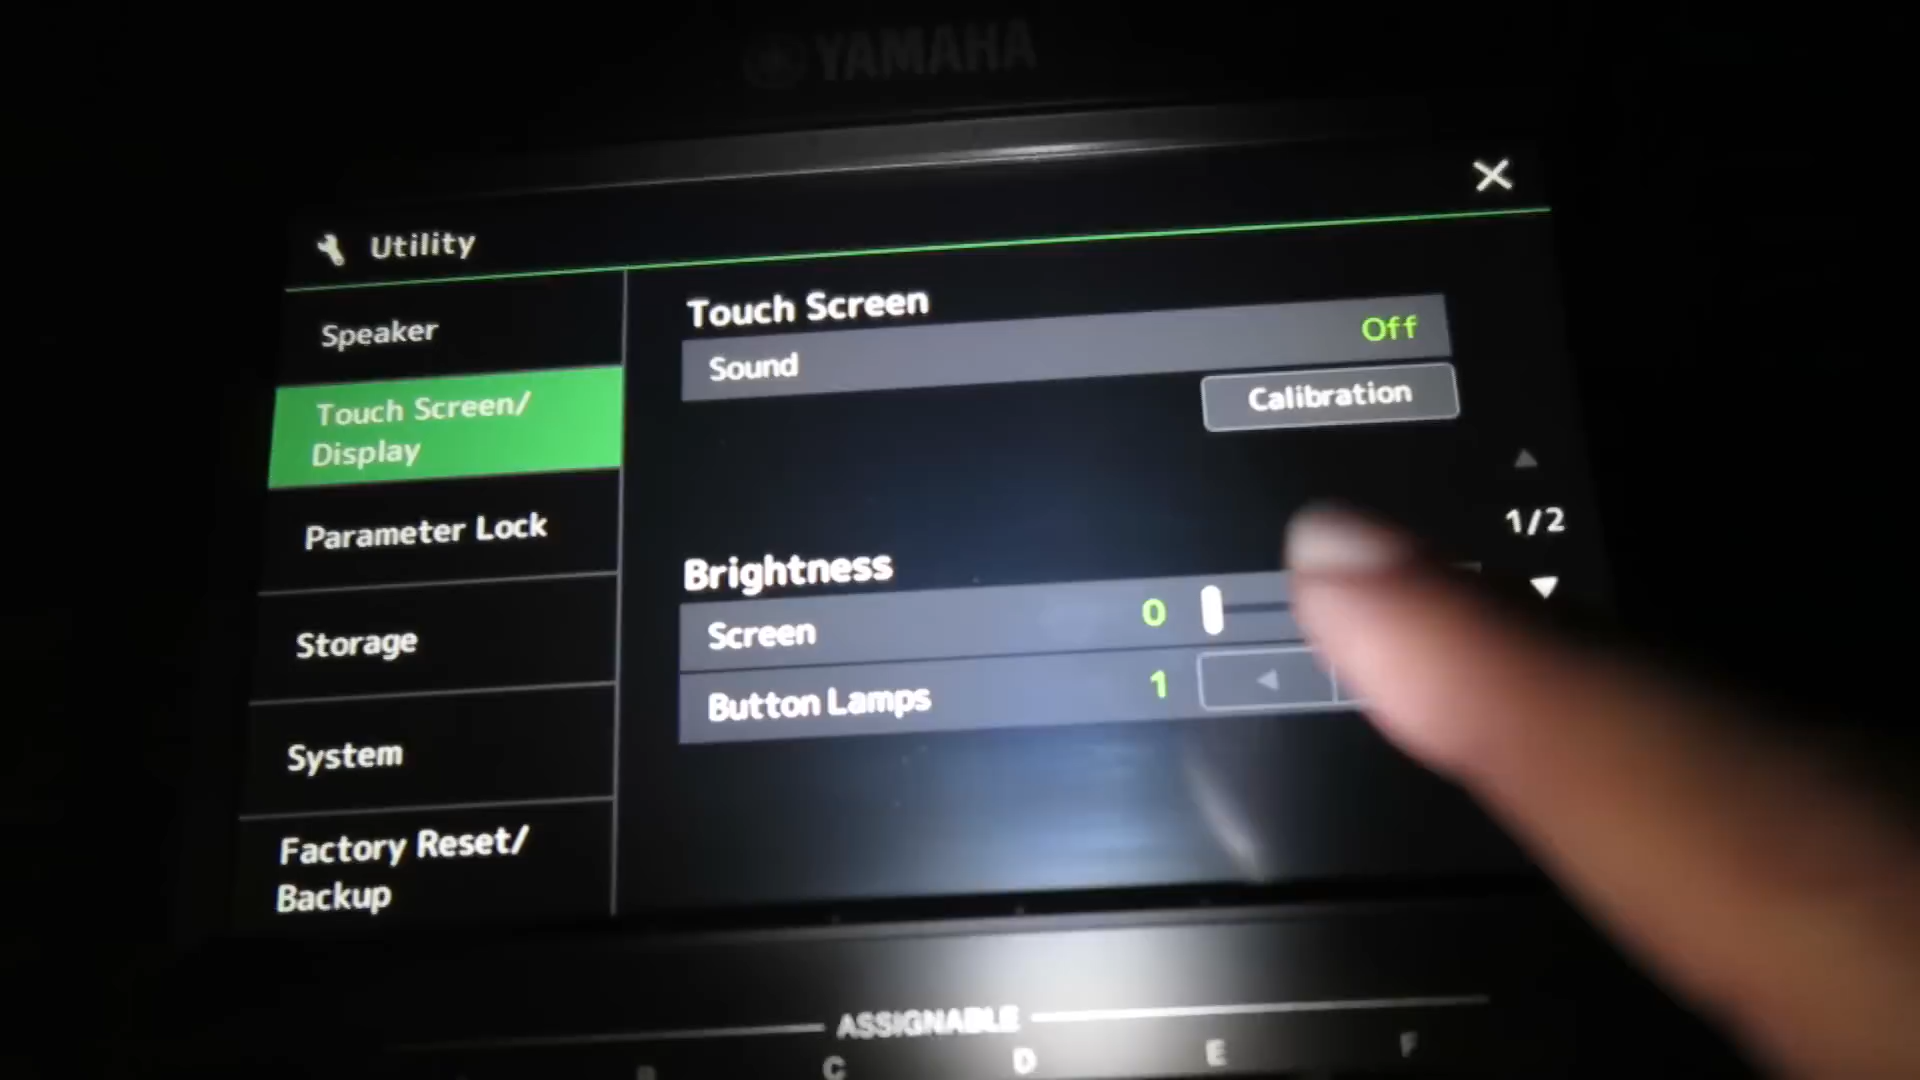 YAMAHA
Utility
Speaker
Touch Screen/
Display
Parameter Lock
Storage
System
Factory Reset/
Backup
Touch Screen
Sound Off
Calibration
1/2
Brightness
Screen 0
Button Lamps 1
ASSIGNABLE
B C D E F